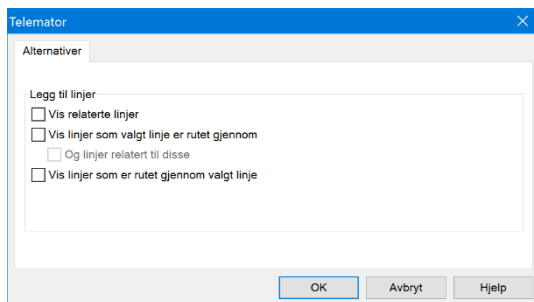 Telemator
Alternativer
Legg til linjer
Vis relaterte linjer
Vis linjer som valgt linje er rutet gjennom
Og linjer relatert til disse
Vis linjer som er rutet gjennom valgt linje
OK Avbryt Hjelp